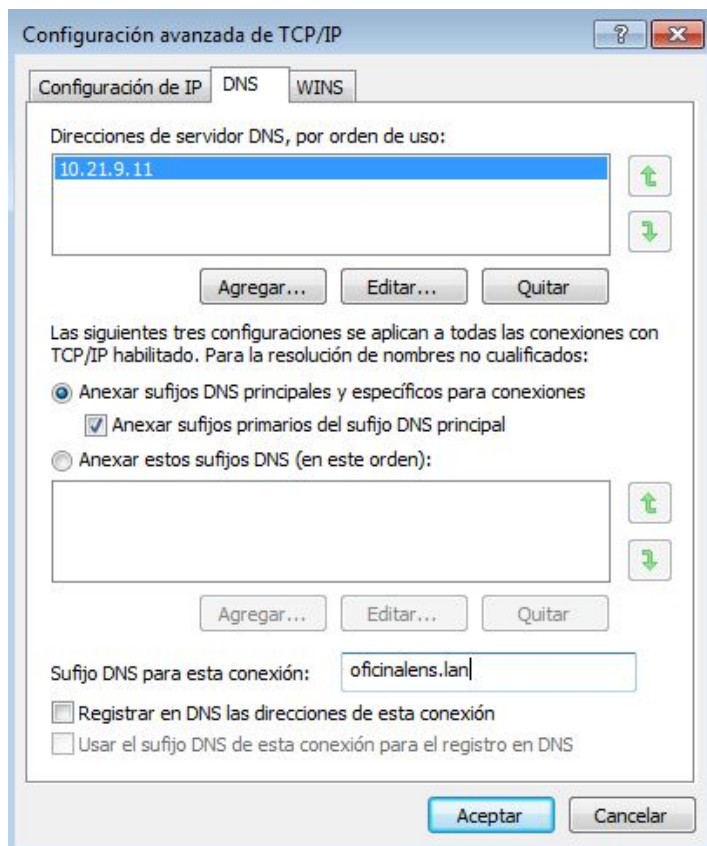 Configuración avanzada de TCP/IP
Configuración de IP DNS WINS
Direcciones de servidor DNS, por orden de uso:
10.21.9.11
Agregar... Editar... Quitar
Las siguientes tres configuraciones se aplican a todas las conexiones con
TCP/IP habilitado. Para la resolución de nombres no cualificados:
Anexar sufijos DNS principales y específicos para conexiones
Anexar sufijos primarios del sufijo DNS principal
Anexar estos sufijos DNS (en este orden):
Agregar... Editar... Quitar
Sufijo DNS para esta conexión: oficinalens.lan
Registrar en DNS las direcciones de esta conexión
Usar el sufijo DNS de esta conexión para el registro en DNS
Aceptar Cancelar